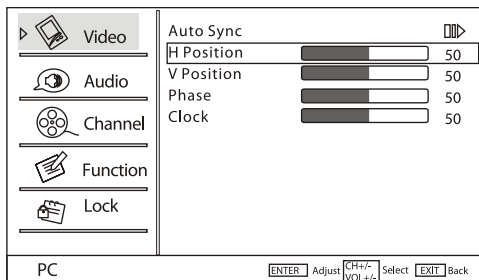 Video
Audio
Channel
Function
Lock
Auto Sync
H Position 50
V Position 50
Phase 50
Clock 50
PC
ENTER Adjust CH+/- VOL+/- Select EXIT Back